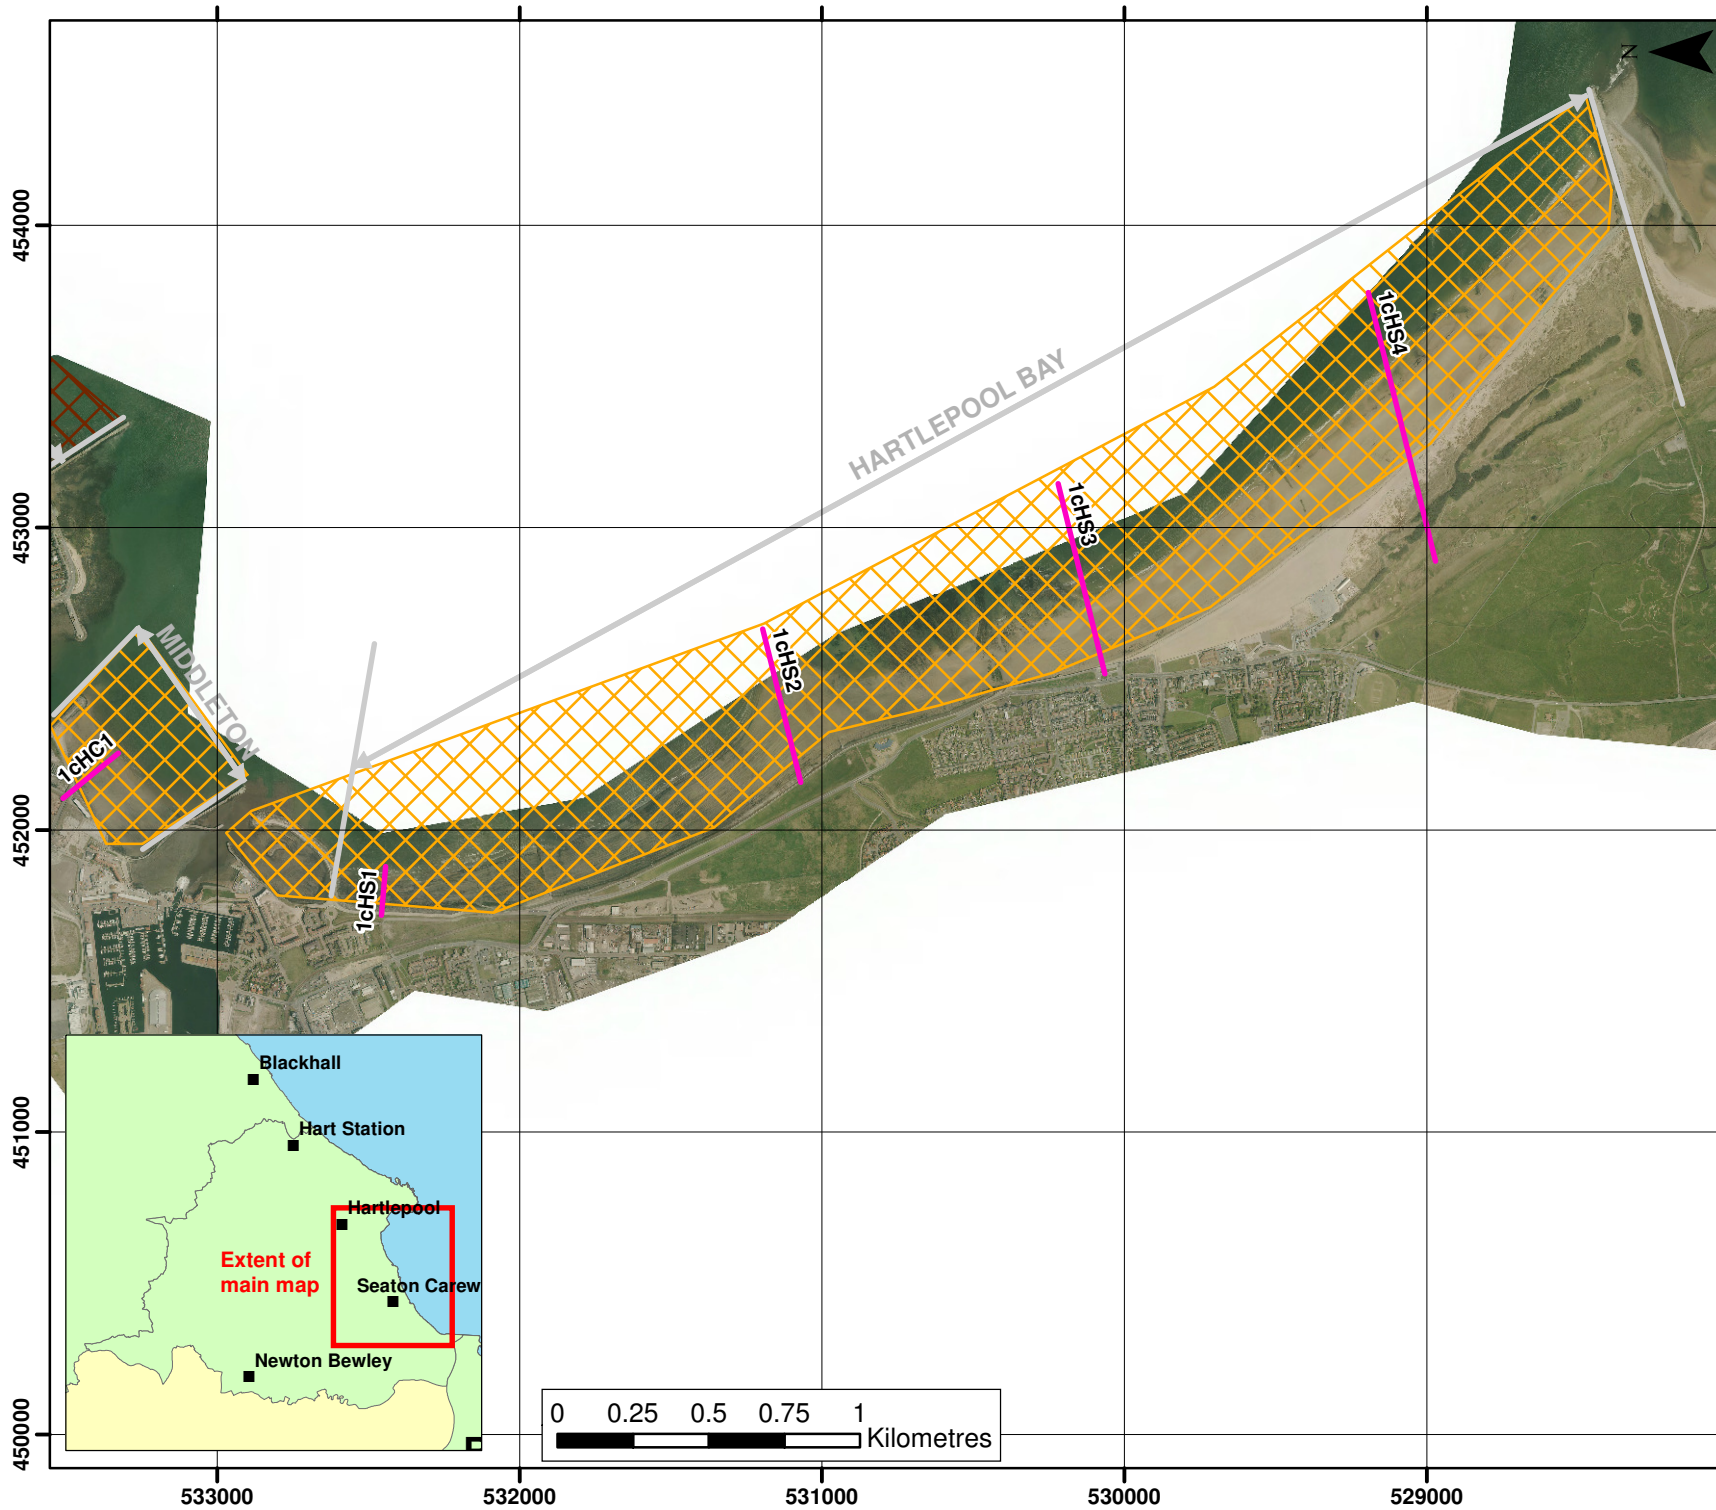 N
454000
453000
452000
451000
450000
HARTLEPOOL BAY
MIDDLETON
1cHC1
1cHS1
1cHS2
1cHS3
1cHS4
Blackhall
Hart Station
Hartlepool
Extent of
main map
Seaton Carew
Newton Bewley
0 0.25 0.5 0.75 1
Kilometres
533000 532000 531000 530000 529000